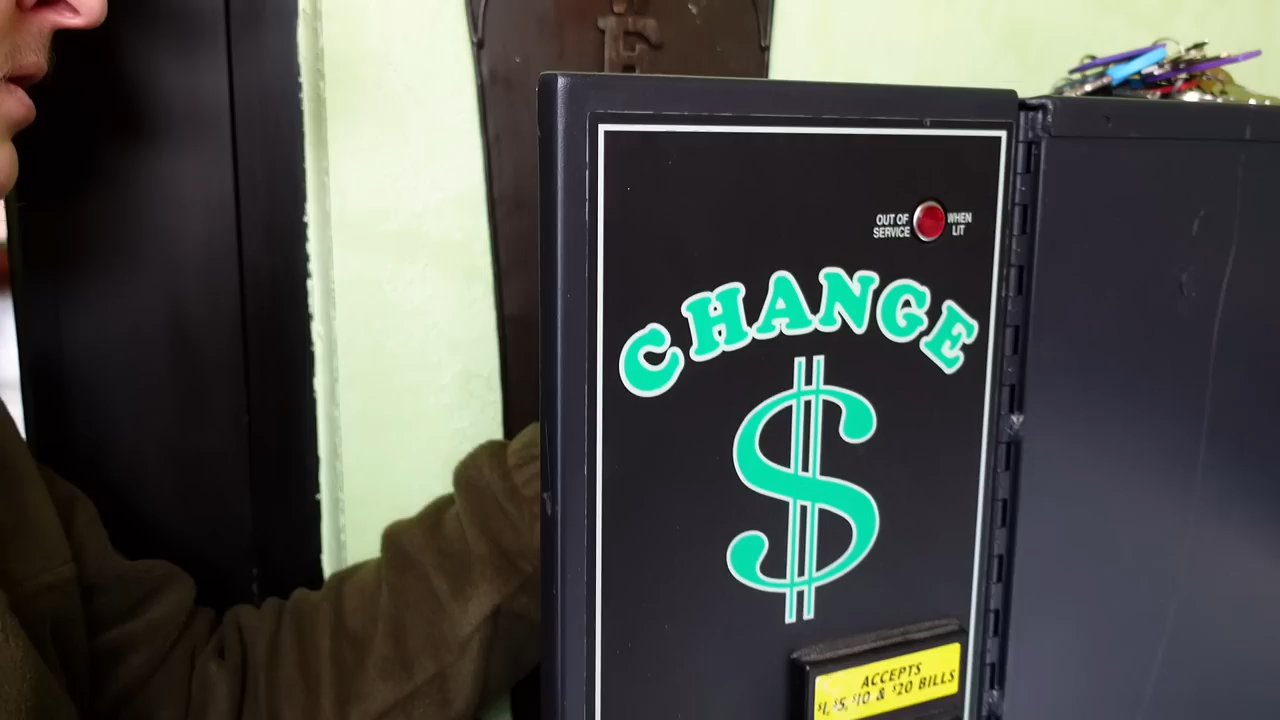 F
OUT OF SERVICE WHEN LIT
CHANGE
$
ACCEPTS
$1, $5, $10 & $20 BILLS